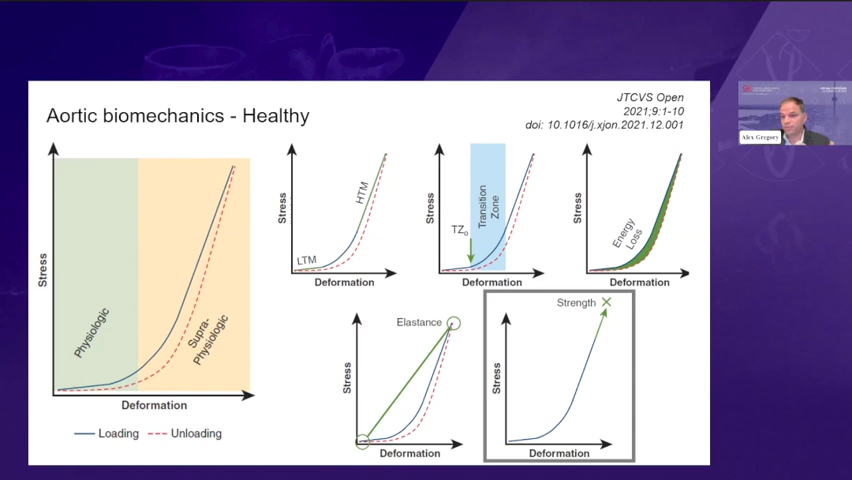 Aortic biomechanics - Healthy
JTCVS Open
2021;9:1-10
doi: 10.1016/j.xjon.2021.12.001
Alex Gregory
Stress
Physiologic
Supra-
Physiologic
Deformation
Loading
Unloading
Stress
LTM
HTM
Deformation
Stress
TZ₀
Transition
Zone
Deformation
Stress
Energy
Loss
Deformation
Stress
Elastance
Deformation
Stress
Strength
Deformation